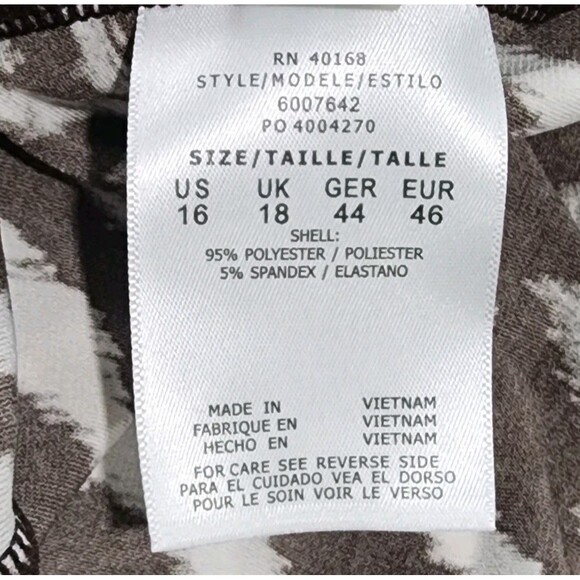 RN 40168
STYLE/MODELE/ESTILO
6007642
PO 4004270
SIZE/TAILLE/TALLE
US UK GER EUR
16 18 44 46
SHELL:
95% POLYESTER / POLIESTER
5% SPANDEX / ELASTANO
MADE IN VIETNAM
FABRIQUE EN VIETNAM
HECHO EN VIETNAM
FOR CARE SEE REVERSE SIDE
PARA EL CUIDADO VEA EL DORSO
POUR LE SOIN VOIR LE VERSO